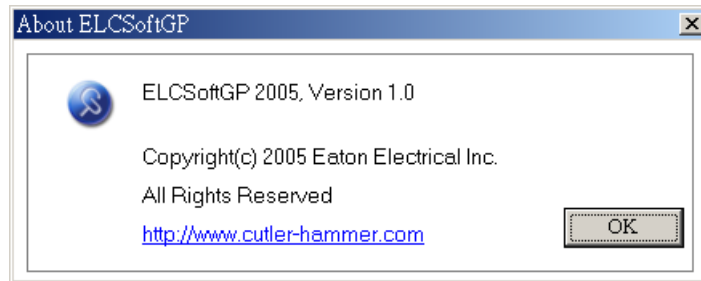 About ELCSoftGP
ELCSoftGP 2005, Version 1.0
Copyright(c) 2005 Eaton Electrical Inc.
All Rights Reserved
http://www.cutler-hammer.com
OK